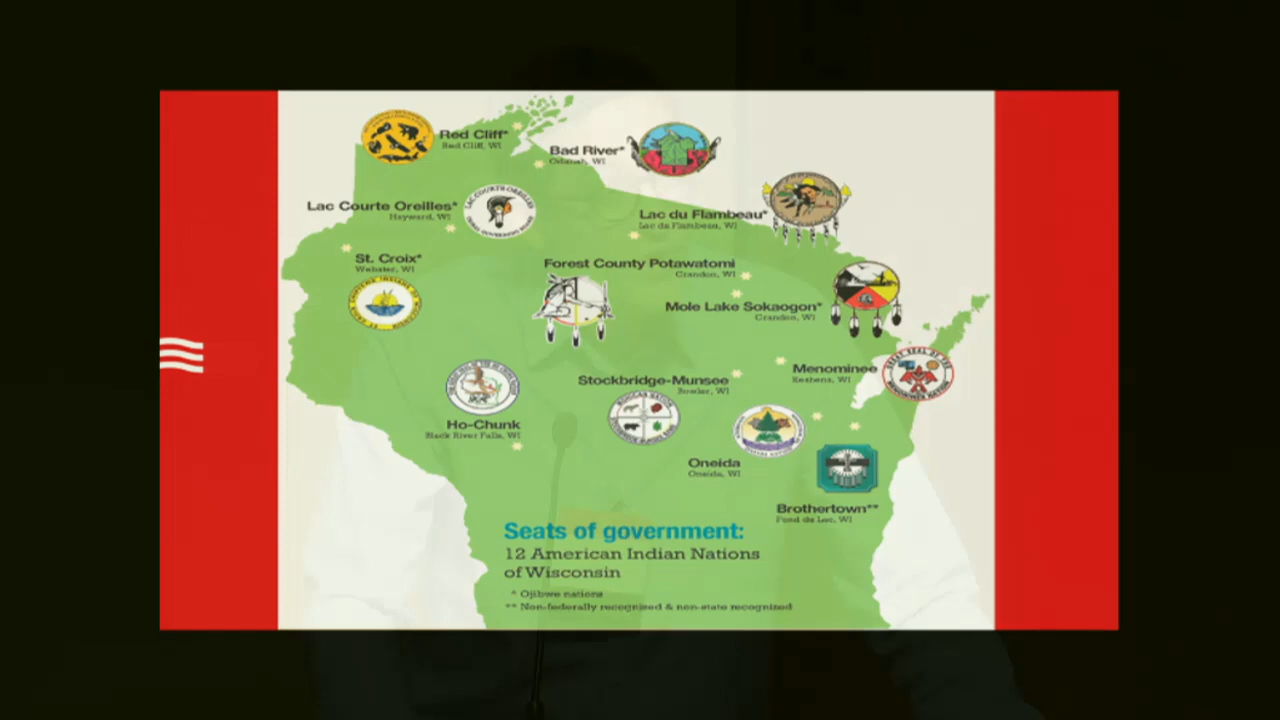 Red Cliff*
Red Cliff, WI
Bad River*
Odanah, WI
Lac Courte Oreilles*
Hayward, WI
LAC COURTE OREILLES
Lac du Flambeau*
Lac du Flambeau, WI
St. Croix*
Webster, WI
Forest County Potawatomi
Crandon, WI
Mole Lake Sokaogon*
Crandon, WI
Menominee
Keshena, WI
Stockbridge-Munsee
Bowler, WI
Ho-Chunk
Black River Falls, WI
Oneida
Oneida, WI
Brothertown**
Fond du Lac, WI
Seats of government:
12 American Indian Nations
of Wisconsin
* Ojibwe nations
** Non-federally recognized & non-state recognized